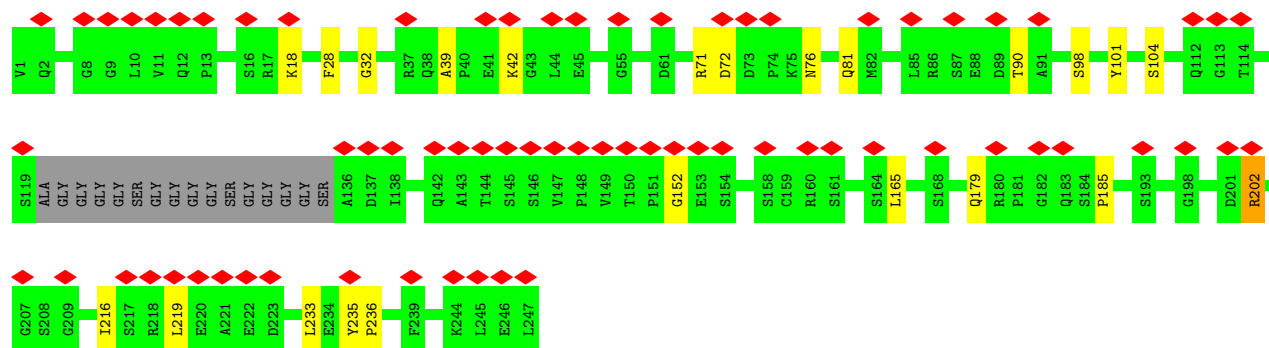 V1 Q2 G8 G9 L10 V11 Q12 P13 S16 R17 K18 F28 G32 R37 Q38 A39 P40 E41 K42 G43 L44 E45 G55 D61 R71 D72 D73 P74 K75 N76 Q81 M82 L85 R86 S87 E88 D89 T90 A91 S98 Y101 S104 Q112 G113 T114
S119 ALA GLY GLY GLY GLY SER GLY GLY GLY GLY SER GLY GLY GLY GLY SER A136 D137 I138 Q142 A143 T144 S145 S146 V147 P148 V149 T150 P151 G152 E153 S154 S158 C159 R160 S161 S164 L165 S168 Q179 R180 P181 G182 Q183 S184 P185 S193 G198 D201 R202
G207 S208 G209 I216 S217 R218 L219 E220 A221 E222 D223 L233 E234 Y235 P236 F239 K244 L245 E246 L247